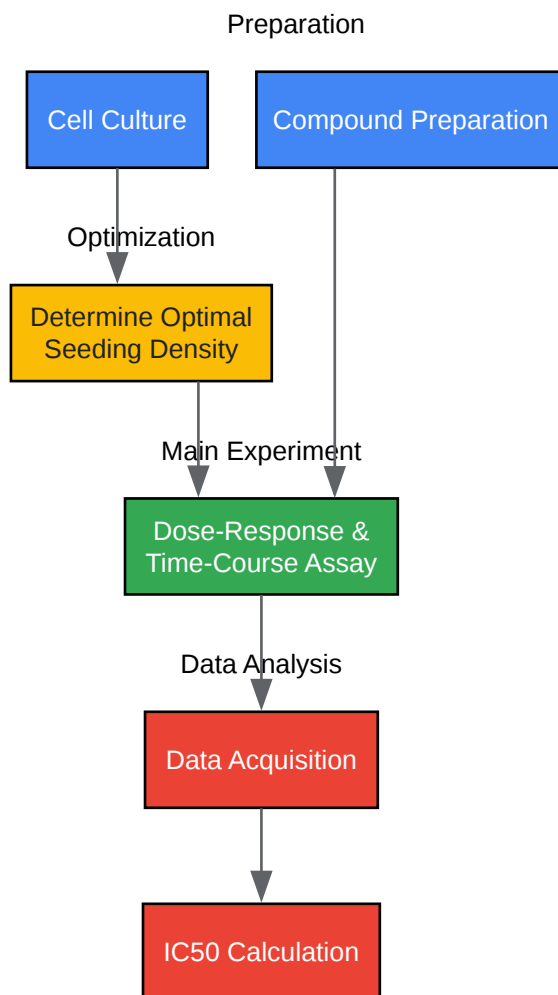 Preparation
Cell Culture
Compound Preparation
Optimization
Determine Optimal
Seeding Density
Main Experiment
Dose-Response &
Time-Course Assay
Data Analysis
Data Acquisition
IC50 Calculation